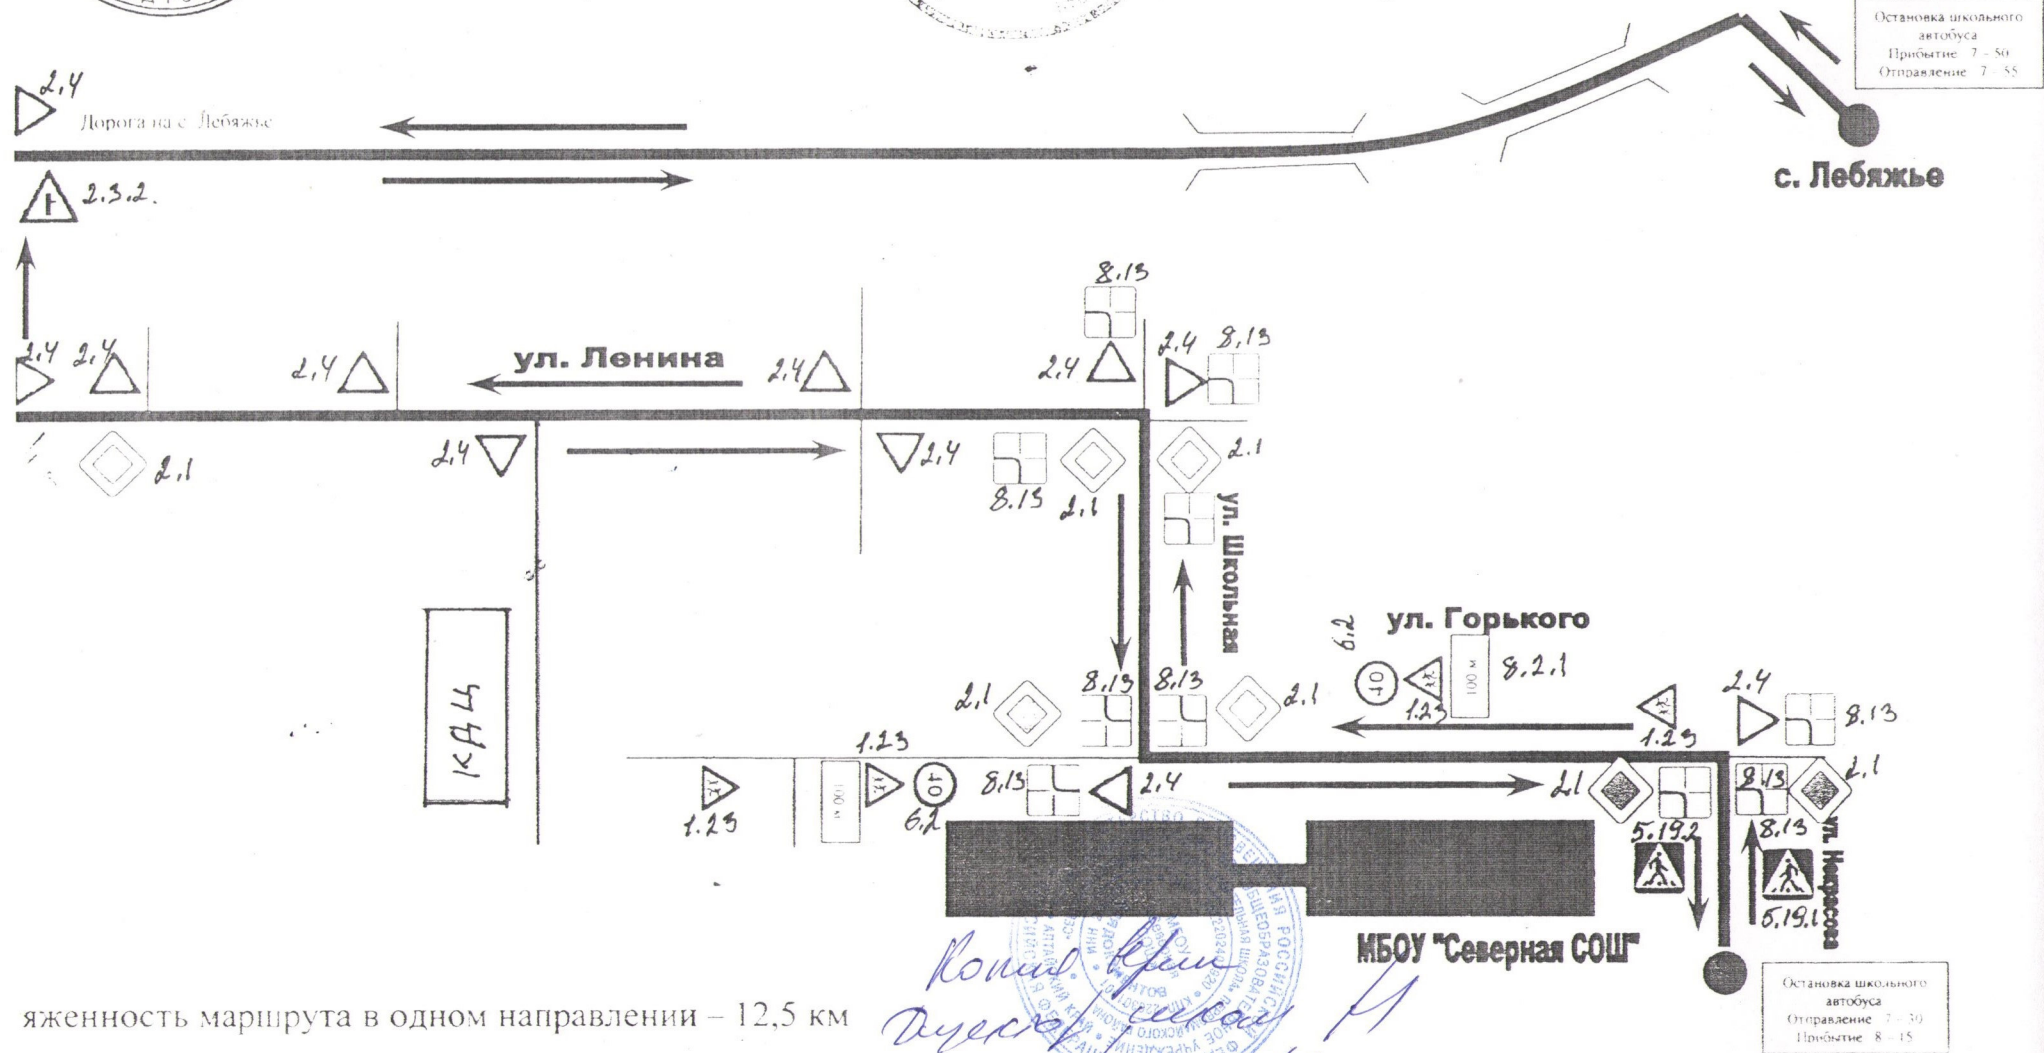 Остановка школьного
автобуса
Прибытие 7 – 50
Отправление 7 – 55
2.4
Дорога на с. Лебяжье
с. Лебяжье
2.3.2.
8.13
2.4
2.4
2.4
ул. Ленина
2.4
2.4
2.4
8.13
2.1
2.4
2.4
8.13
2.1
2.1
ул. Школьная
КДЦ
ул. Горького
6.2
40
1.23
100 м
8.2.1
2.1
8.13
8.13
2.1
1.23
2.4
8.13
1.23
1.23
100 м
40
6.2
8.13
2.4
2.1
8.13
2.1
5.19.2
8.13
5.19.1
ул. Некрасова
МБОУ "Северная СОШ"
Остановка школьного
автобуса
Отправление 7 – 30
Прибытие 8 – 15
яженность маршрута в одном направлении – 12,5 км
Копия верна